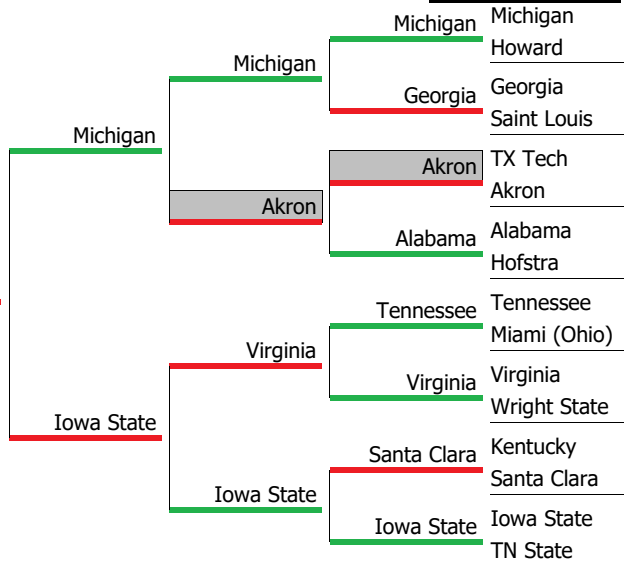 Michigan
Howard
Georgia
Saint Louis
TX Tech
Akron
Alabama
Hofstra
Tennessee
Miami (Ohio)
Virginia
Wright State
Kentucky
Santa Clara
Iowa State
TN State
Michigan
Georgia
Akron
Alabama
Tennessee
Virginia
Santa Clara
Iowa State
Michigan
Akron
Virginia
Iowa State
Michigan
Iowa State